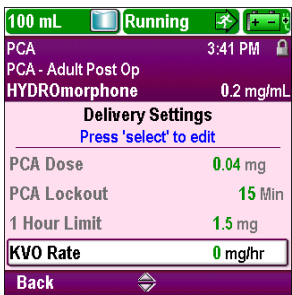 100 mL Running
PCA 3:41 PM
PCA - Adult Post Op
HYDROmorphone 0.2 mg/mL
Delivery Settings
Press 'select' to edit
PCA Dose 0.04 mg
PCA Lockout 15 Min
1 Hour Limit 1.5 mg
KVO Rate 0 mg/hr
Back